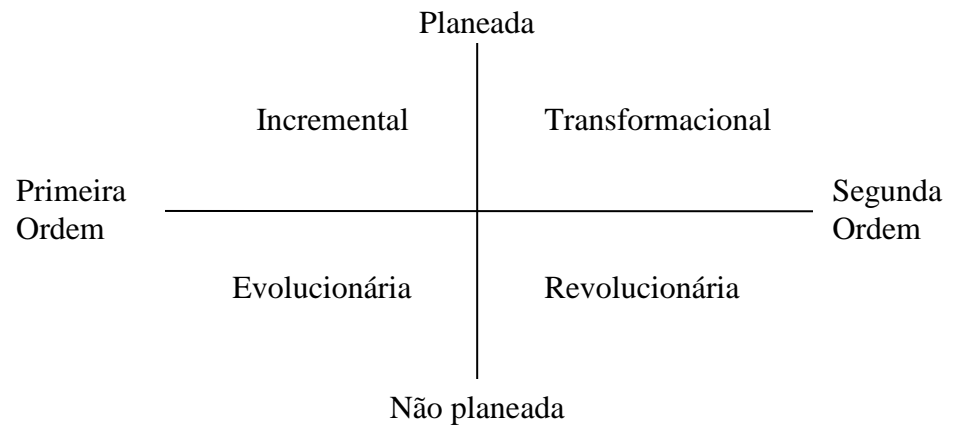 Planeada
Incremental
Transformacional
Primeira
Ordem
Segunda
Ordem
Evolucionária
Revolucionária
Não planeada